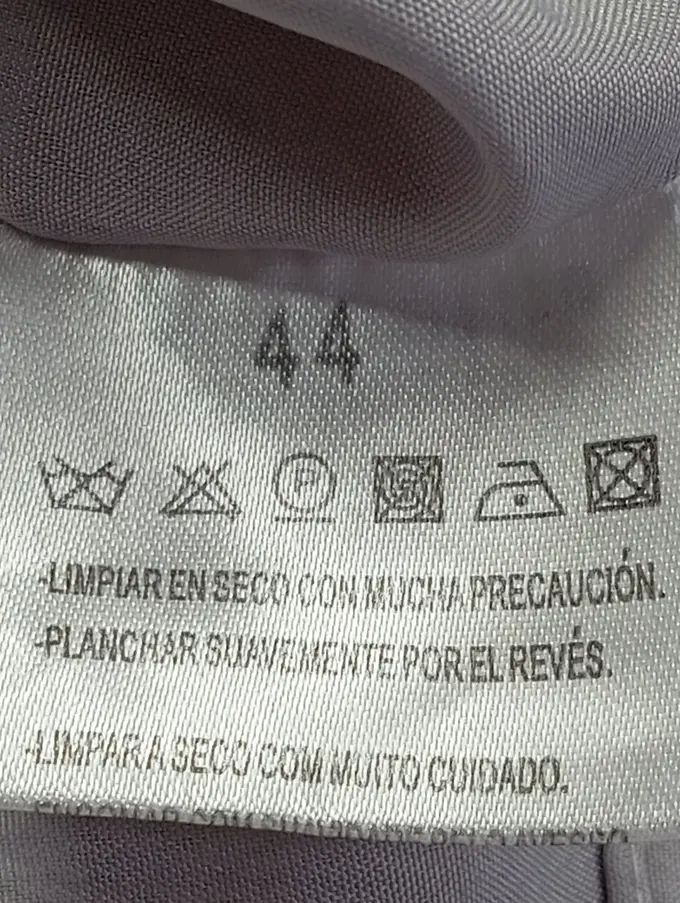 44
P
-LIMPIAR EN SECO CON MUCHA PRECAUCIÓN.
-PLANCHAR SUAVEMENTE POR EL REVÉS.
-LIMPAR A SECO COM MUITO CUIDADO.